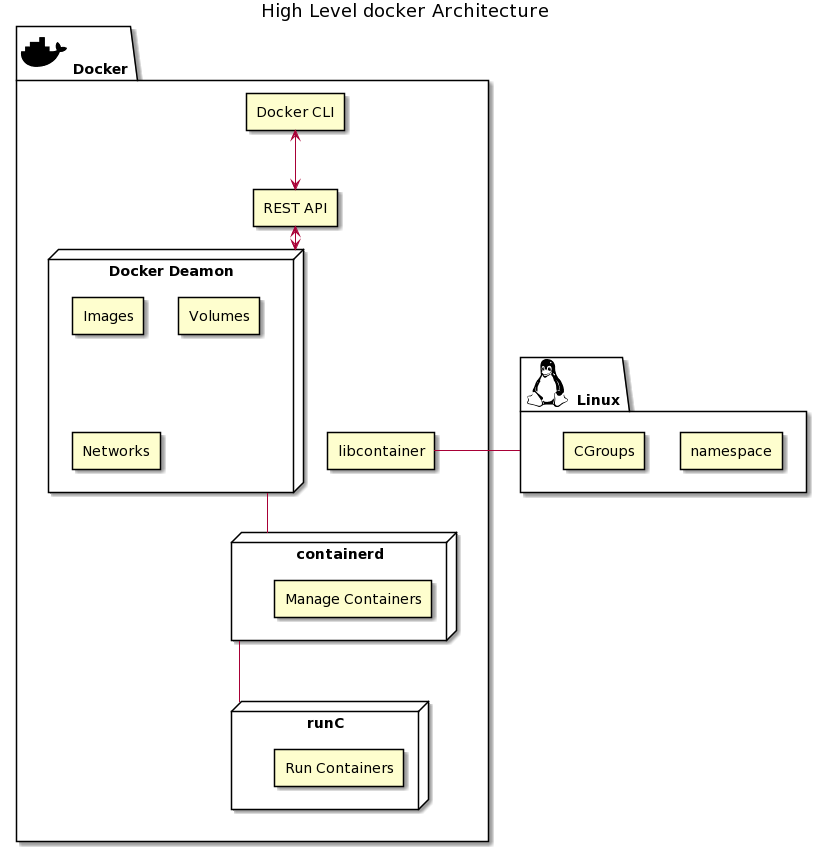 High Level docker Architecture
Docker
Docker CLI
REST API
Docker Deamon
Images
Volumes
Networks
libcontainer
Linux
CGroups
namespace
containerd
Manage Containers
runC
Run Containers